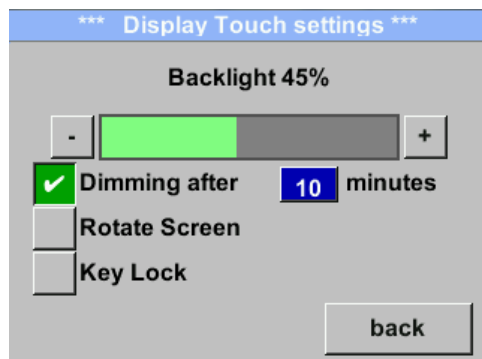 *** Display Touch settings ***
Backlight 45%
- +
Dimming after 10 minutes
Rotate Screen
Key Lock
back